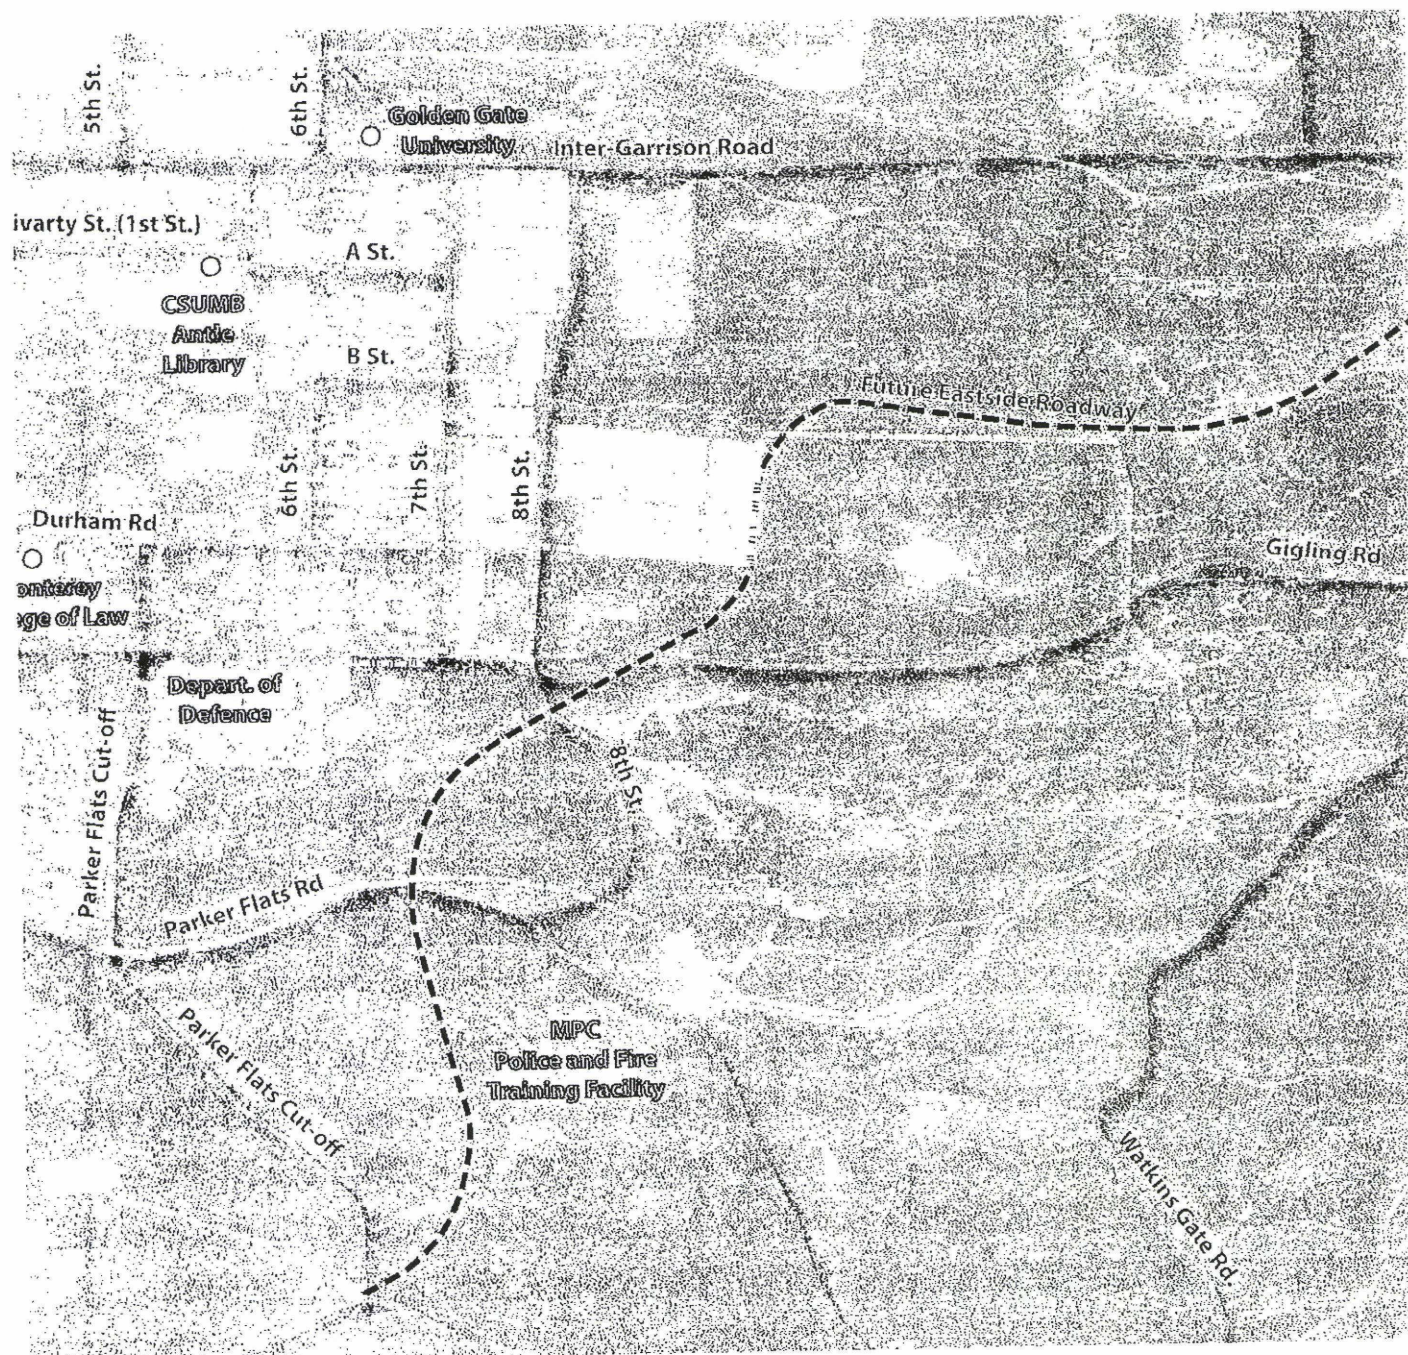 5th St.
6th St.
Golden Gate
University
Inter-Garrison Road
ivarty St. (1st St.)
A St.
CSUMB
Antle
Library
B St.
Future Eastside Roadway
6th St.
7th St.
8th St.
Durham Rd
Gigling Rd
onterey
ege of Law
Depart. of
Defence
Parker Flats Cut-off
8th St.
Parker Flats Rd
Parker Flats Cut-off
MPC
Police and Fire
Training Facility
Watkins Gate Rd.